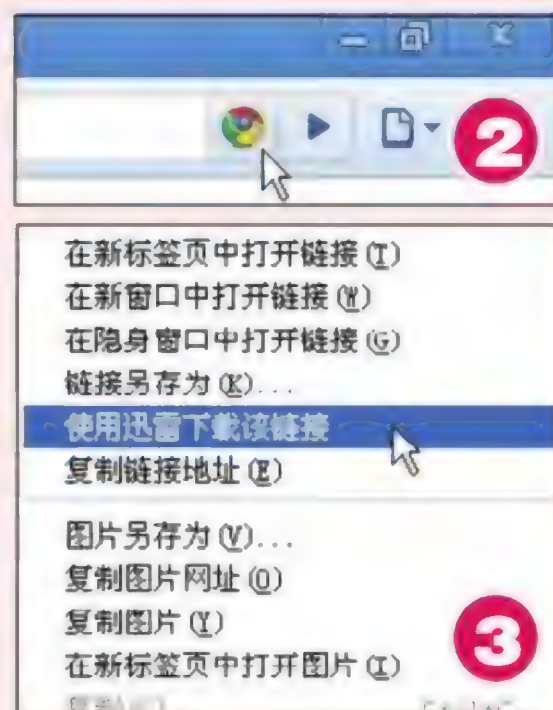 2
在新标签页中打开链接(T)
在新窗口中打开链接(W)
在隐身窗口中打开链接(G)
链接另存为(K)...
使用迅雷下载该链接
复制链接地址(E)
图片另存为(V)...
复制图片网址(O)
复制图片(Y)
在新标签页中打开图片(I)
3